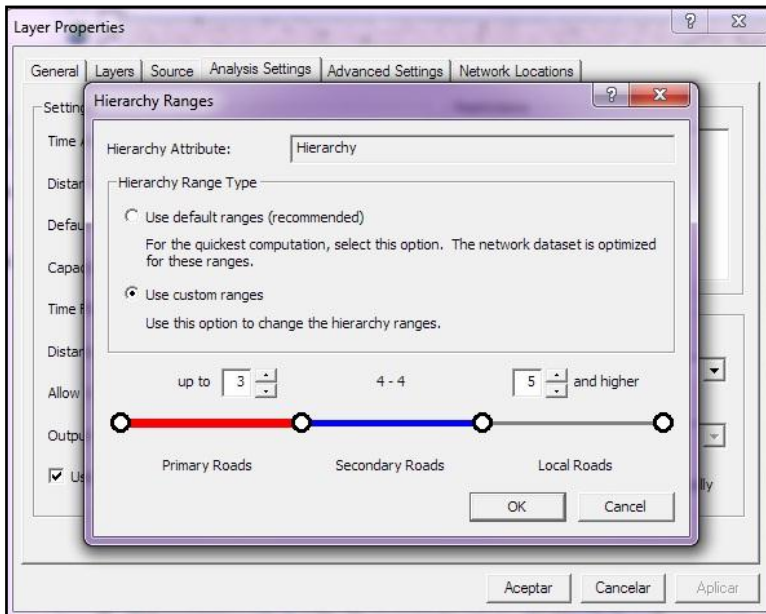 Layer Properties
General Layers Source Analysis Settings Advanced Settings Network Locations
Hierarchy Ranges
Hierarchy Attribute: Hierarchy
Hierarchy Range Type
Use default ranges (recommended)
For the quickest computation, select this option. The network dataset is optimized
for these ranges.
Use custom ranges
Use this option to change the hierarchy ranges.
up to 3 4 - 4 5 and higher
Primary Roads Secondary Roads Local Roads
OK Cancel
Aceptar Cancelar Aplicar
Time
Time
Allow